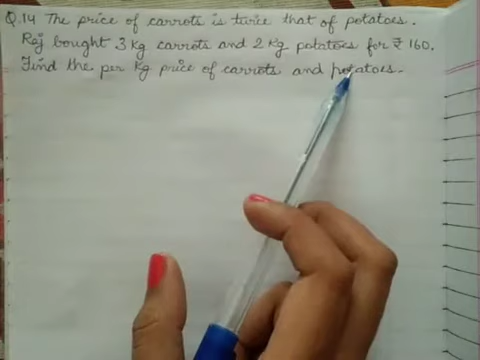 Q.14 The price of carrots is twice that of potatoes.
Raj bought 3 Kg carrots and 2 Kg potatoes for ₹ 160.
Find the per Kg price of carrots and potatoes.